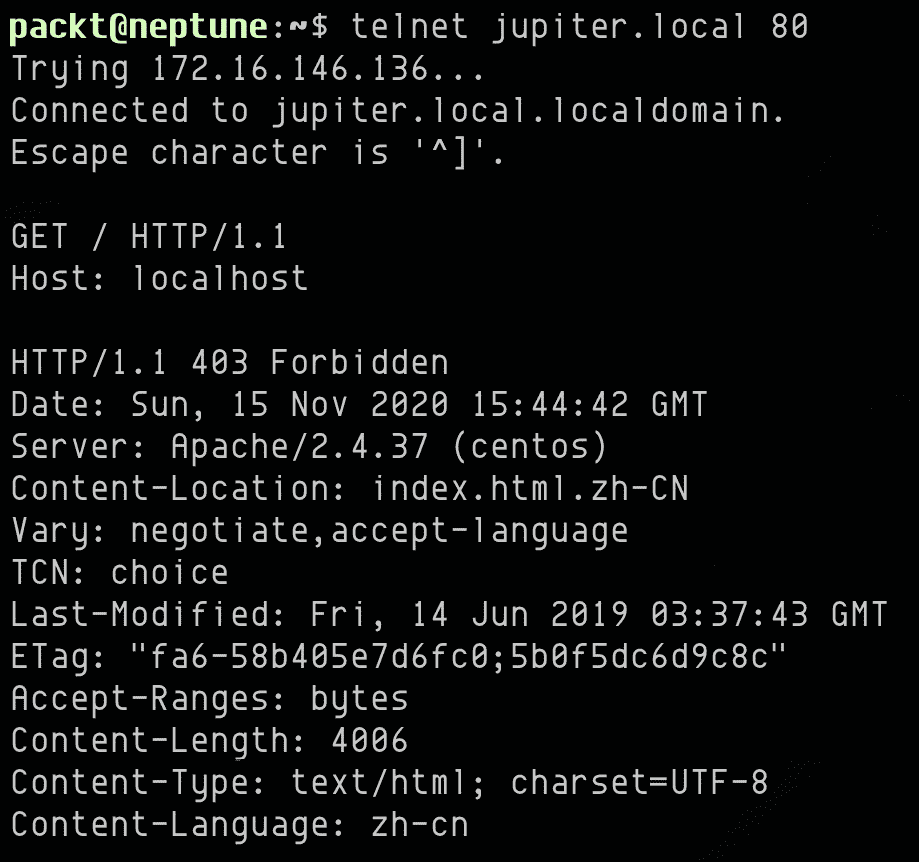 packt@neptune:~$ telnet jupiter.local 80
Trying 172.16.146.136...
Connected to jupiter.local.localdomain.
Escape character is '^]'.
GET / HTTP/1.1
Host: localhost
HTTP/1.1 403 Forbidden
Date: Sun, 15 Nov 2020 15:44:42 GMT
Server: Apache/2.4.37 (centos)
Content-Location: index.html.zh-CN
Vary: negotiate,accept-language
TCN: choice
Last-Modified: Fri, 14 Jun 2019 03:37:43 GMT
ETag: "fa6-58b405e7d6fc0;5b0f5dc6d9c8c"
Accept-Ranges: bytes
Content-Length: 4006
Content-Type: text/html; charset=UTF-8
Content-Language: zh-cn